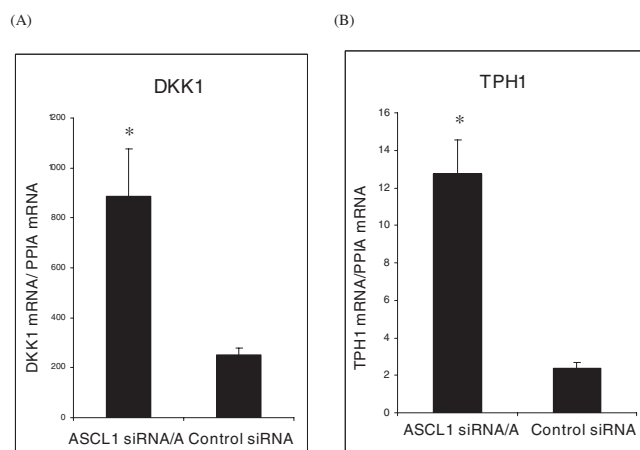 (A)
(B)
DKK1
1200
1000
800
600
400
200
0
*
DKK1 mRNA/ PPIA mRNA
ASCL1 siRNA/A Control siRNA
TPH1
16
14
12
10
8
6
4
2
0
*
TPH1 mRNA/PPIA mRNA
ASCL1 siRNA/A Control siRNA